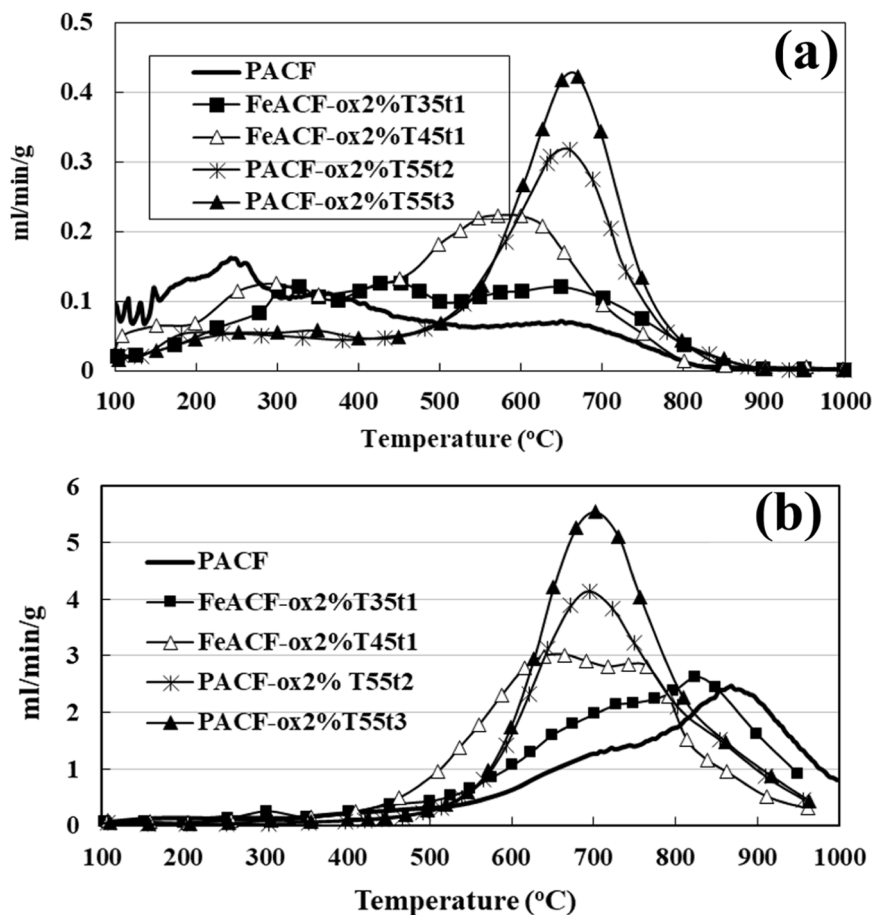 (a)
0.5
0.4
0.3
0.2
0.1
0
ml/min/g
PACF
FeACF-ox2%T35t1
FeACF-ox2%T45t1
PACF-ox2%T55t2
PACF-ox2%T55t3
100 200 300 400 500 600 700 800 900 1000
Temperature (°C)
(b)
6
5
4
3
2
1
0
ml/min/g
PACF
FeACF-ox2%T35t1
FeACF-ox2%T45t1
PACF-ox2% T55t2
PACF-ox2%T55t3
100 200 300 400 500 600 700 800 900 1000
Temperature (°C)